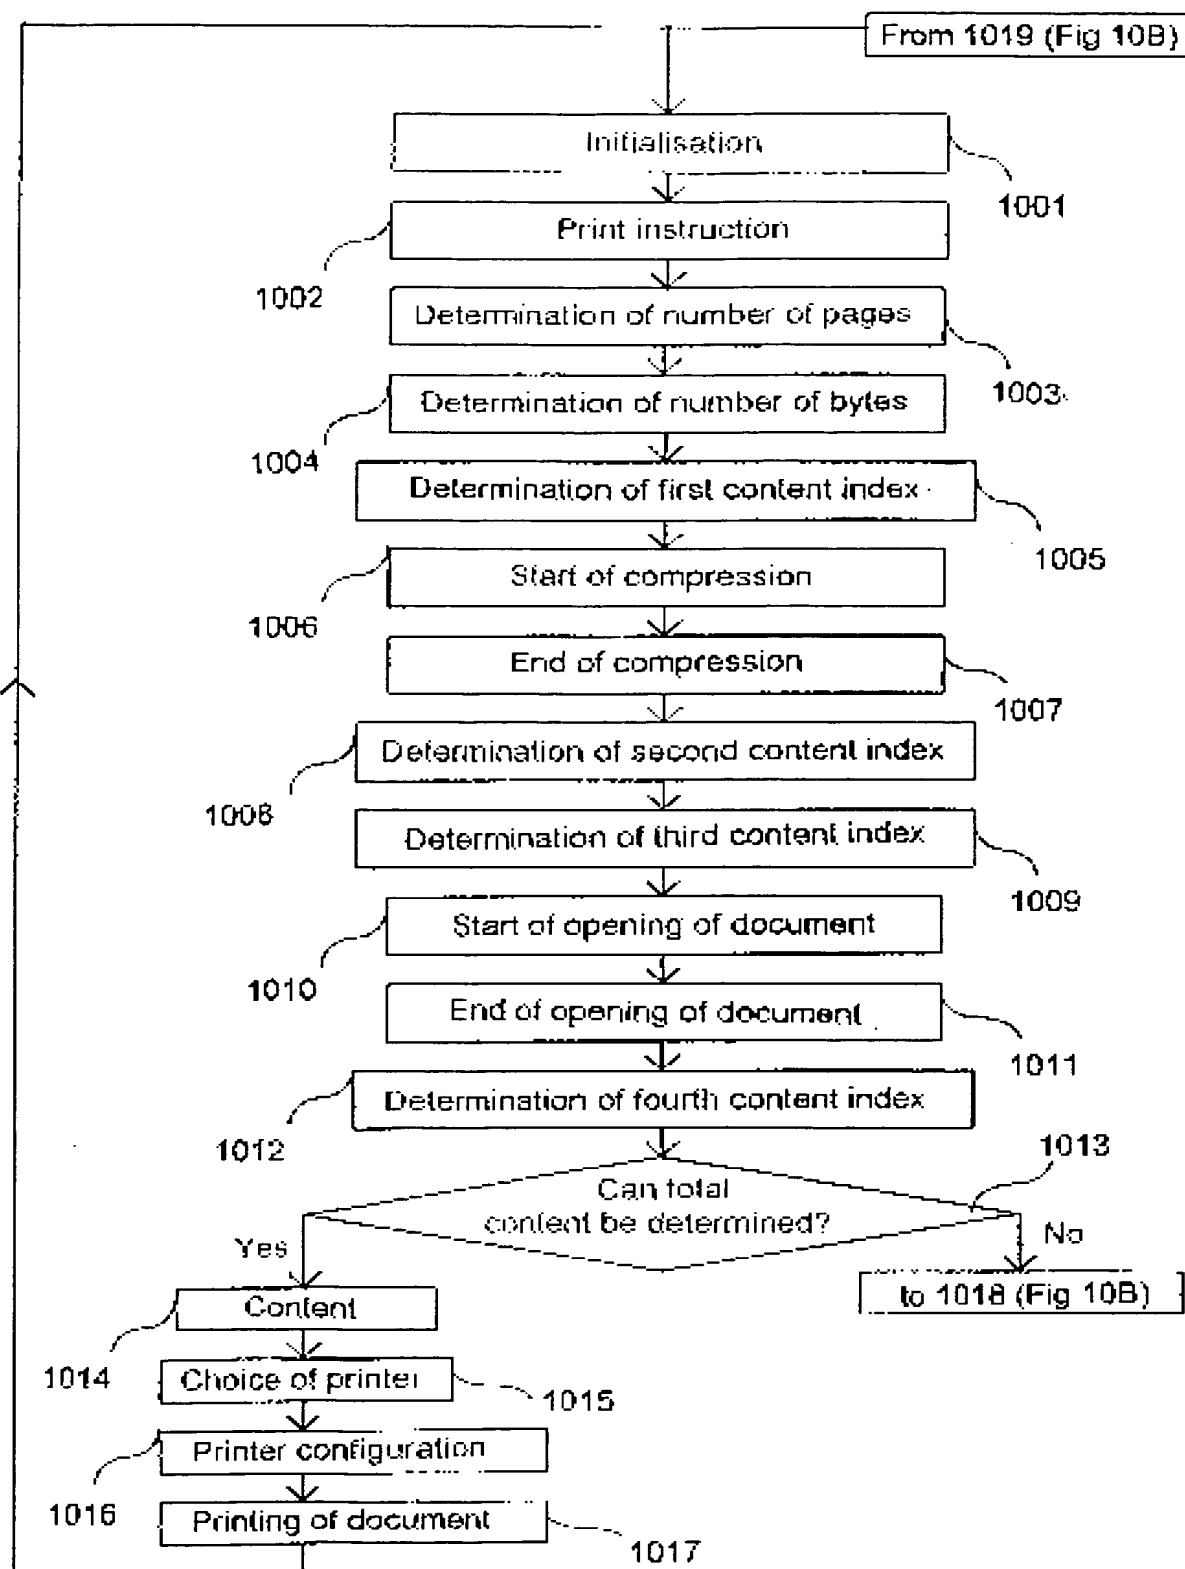 From 1019 (Fig 10B)
Initialisation
1001
Print instruction
1002
Determination of number of pages
1003
Determination of number of bytes
1004
Determination of first content index
1005
Start of compression
1006
End of compression
1007
Determination of second content index
1008
Determination of third content index
1009
Start of opening of document
1010
End of opening of document
1011
Determination of fourth content index
1012
1013
Can total
content be determined?
Yes
No
Content
to 1018 (Fig 10B)
1014
Choice of printer
1015
Printer configuration
1016
Printing of document
1017